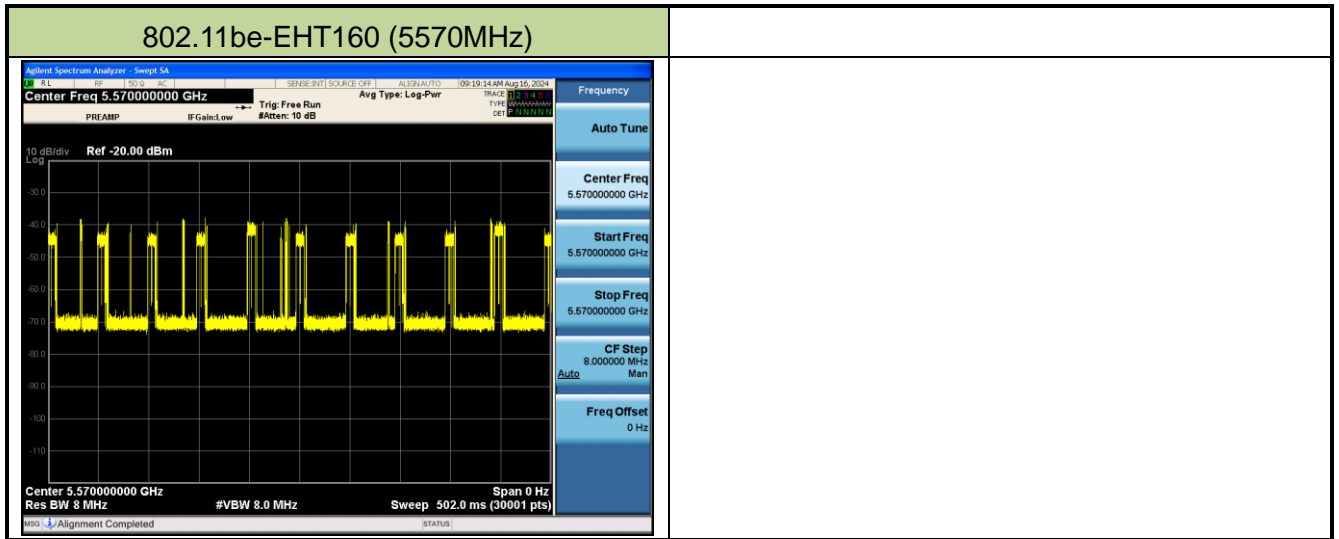 802.11be-EHT160 (5570MHz)
Agilent Spectrum Analyzer - Swept SA
RL RF 50 Ω AC SENSE:INT SOURCE OFF ALIGN AUTO 09:19:14 AM Aug 16, 2024
Center Freq 5.570000000 GHz Avg Type: Log-Pwr TRACE 1 2 3 4 5 6
Trig: Free Run TYPE
PREAMP IFGain:Low #Atten: 10 dB DET P N N N N N
Frequency
Auto Tune
10 dB/div Ref -20.00 dBm
Log
Center Freq
5.570000000 GHz
Start Freq
5.570000000 GHz
Stop Freq
5.570000000 GHz
CF Step
8.000000 MHz
Auto Man
Freq Offset
0 Hz
-30.0
-40.0
-50.0
-60.0
-70.0
-80.0
-90.0
-100
-110
Center 5.570000000 GHz Span 0 Hz
Res BW 8 MHz #VBW 8.0 MHz Sweep 502.0 ms (30001 pts)
MSG Alignment Completed STATUS